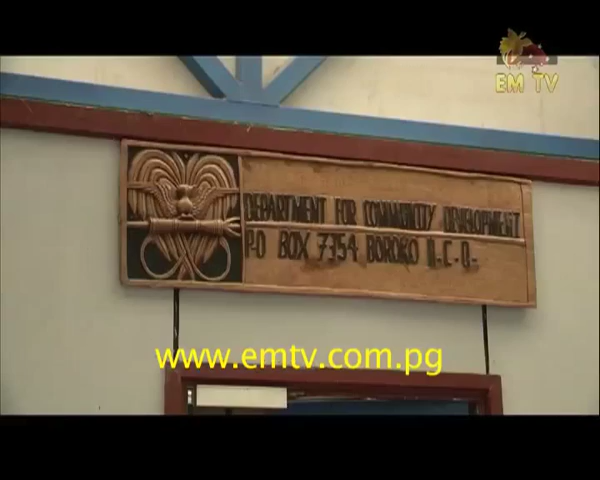 EM TV
DEPARTMENT FOR COMMUNITY DEVELOPMENT
P.O BOX 7354 BOROKO N.C.D.
www.emtv.com.pg